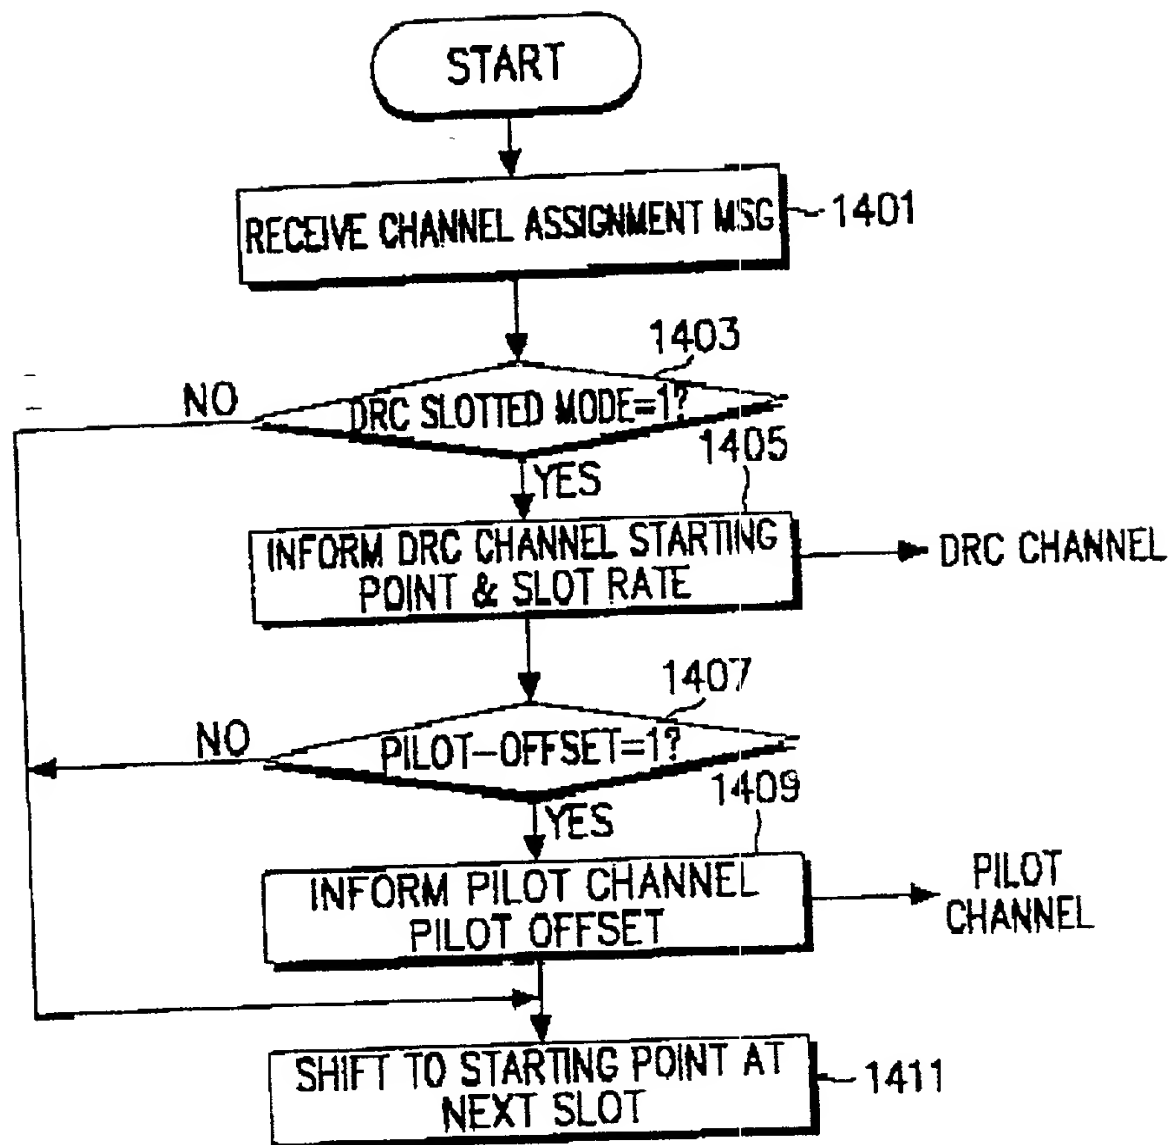 START
RECEIVE CHANNEL ASSIGNMENT MSG
1401
1403
NO
DRC SLOTTED MODE=1?
1405
YES
INFORM DRC CHANNEL STARTING
POINT & SLOT RATE
DRC CHANNEL
1407
NO
PILOT-OFFSET=1?
1409
YES
INFORM PILOT CHANNEL
PILOT OFFSET
PILOT
CHANNEL
SHIFT TO STARTING POINT AT
NEXT SLOT
1411